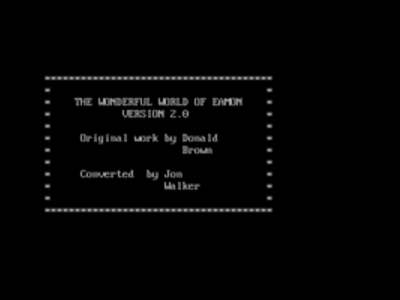 THE WONDERFUL WORLD OF EAMON
VERSION 2.0
Original work by Donald
Brown
Converted by Jon
Walker